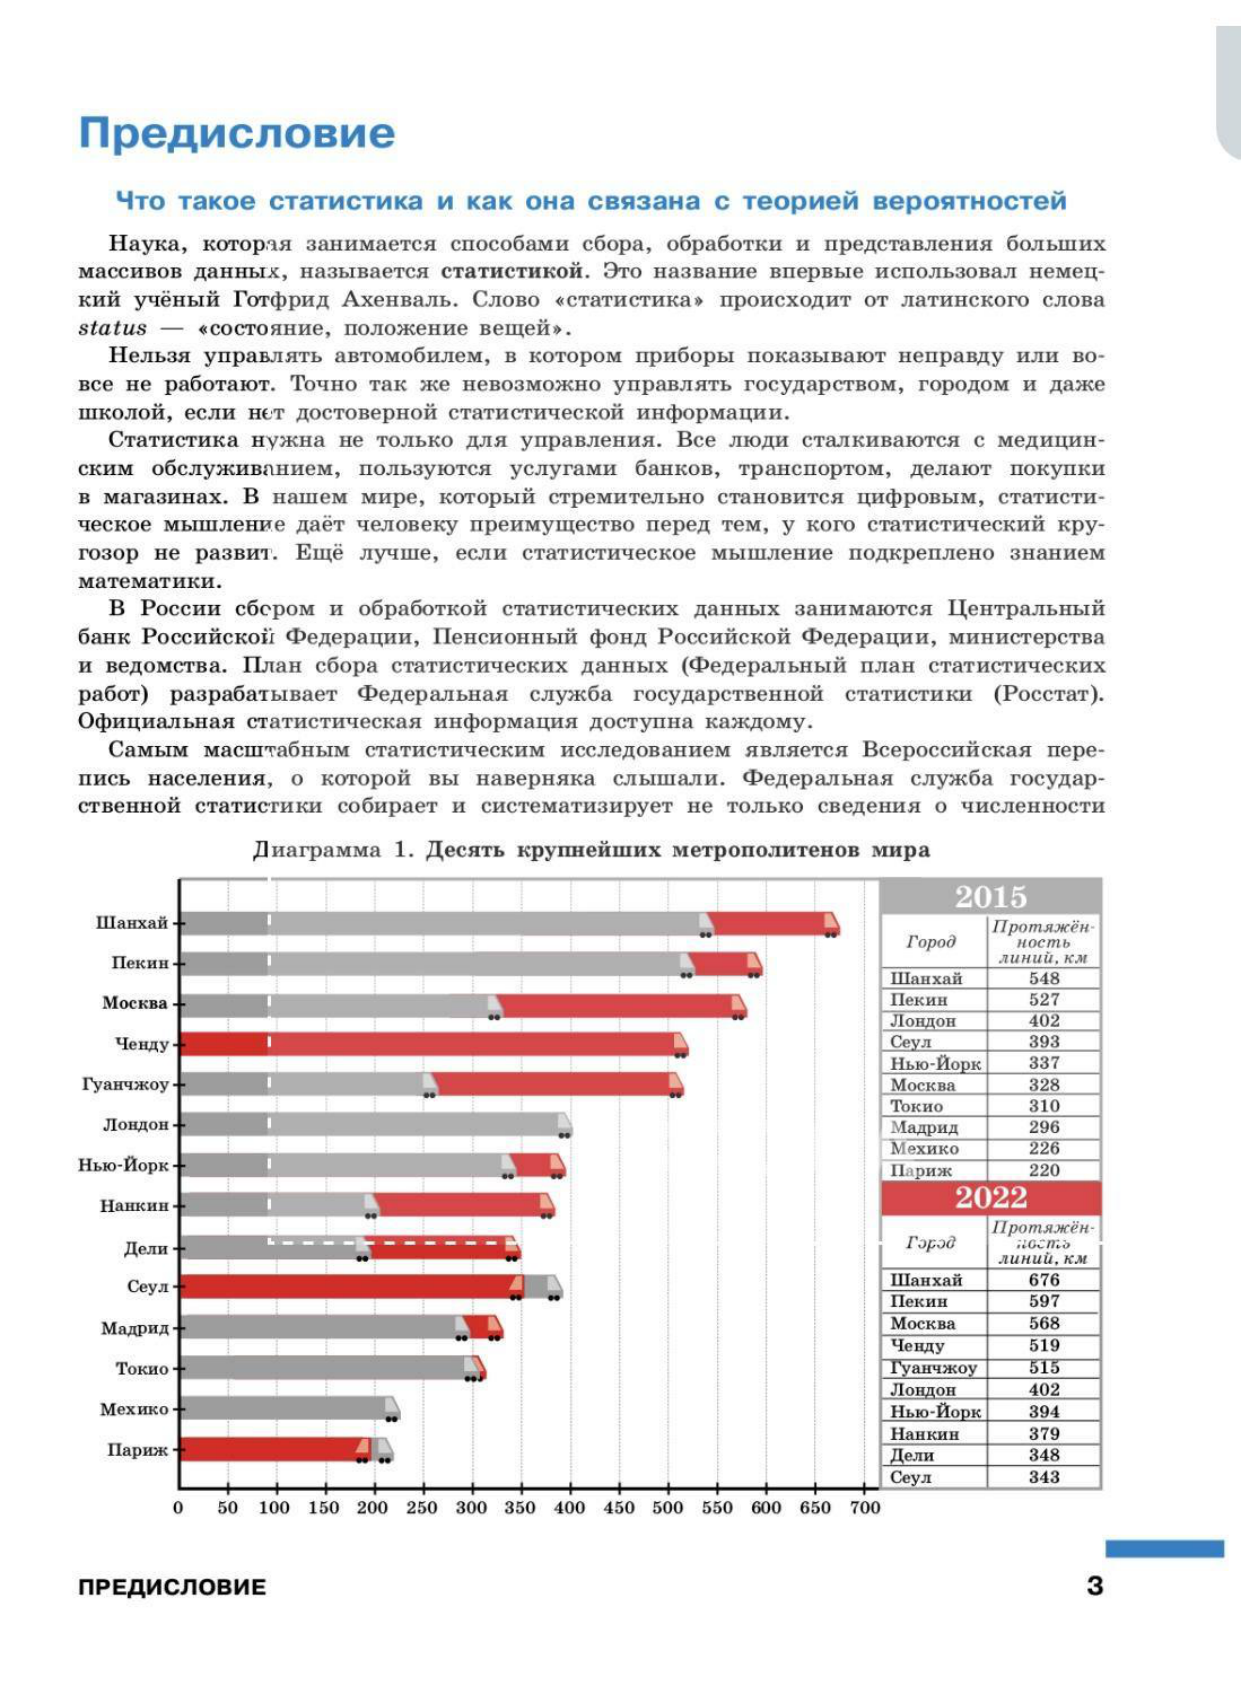 Предисловие
Что такое статистика и как она связана с теорией вероятностей
Наука, которая занимается способами сбора, обработки и представления больших
массивов данных, называется статистикой. Это название впервые использовал немец-
кий учёный Готфрид Ахенваль. Слово «статистика» происходит от латинского слова
status — «состояние, положение вещей».
Нельзя управлять автомобилем, в котором приборы показывают неправду или во-
все не работают. Точно так же невозможно управлять государством, городом и даже
школой, если нет достоверной статистической информации.
Статистика нужна не только для управления. Все люди сталкиваются с медицин-
ским обслуживанием, пользуются услугами банков, транспортом, делают покупки
в магазинах. В нашем мире, который стремительно становится цифровым, статисти-
ческое мышление даёт человеку преимущество перед тем, у кого статистический кру-
гозор не развит. Ещё лучше, если статистическое мышление подкреплено знанием
математики.
В России сбором и обработкой статистических данных занимаются Центральный
банк Российской Федерации, Пенсионный фонд Российской Федерации, министерства
и ведомства. План сбора статистических данных (Федеральный план статистических
работ) разрабатывает Федеральная служба государственной статистики (Росстат).
Официальная статистическая информация доступна каждому.
Самым масштабным статистическим исследованием является Всероссийская пере-
пись населения, о которой вы наверняка слышали. Федеральная служба государ-
ственной статистики собирает и систематизирует не только сведения о численности
Диаграмма 1. Десять крупнейших метрополитенов мира
Шанхай
Пекин
Москва
Ченду
Гуанчжоу
Лондон
Нью-Йорк
Нанкин
Дели
Сеул
Мадрид
Токио
Мехико
Париж
0 50 100 150 200 250 300 350 400 450 500 550 600 650 700
2015
Город Протяжён-
ность
линий, км
Шанхай 548
Пекин 527
Лондон 402
Сеул 393
Нью-Йорк 337
Москва 328
Токио 310
Мадрид 296
Мехико 226
Париж 220
2022
Город Протяжён-
ность
линий, км
Шанхай 676
Пекин 597
Москва 568
Ченду 519
Гуанчжоу 515
Лондон 402
Нью-Йорк 394
Нанкин 379
Дели 348
Сеул 343
ПРЕДИСЛОВИЕ 3